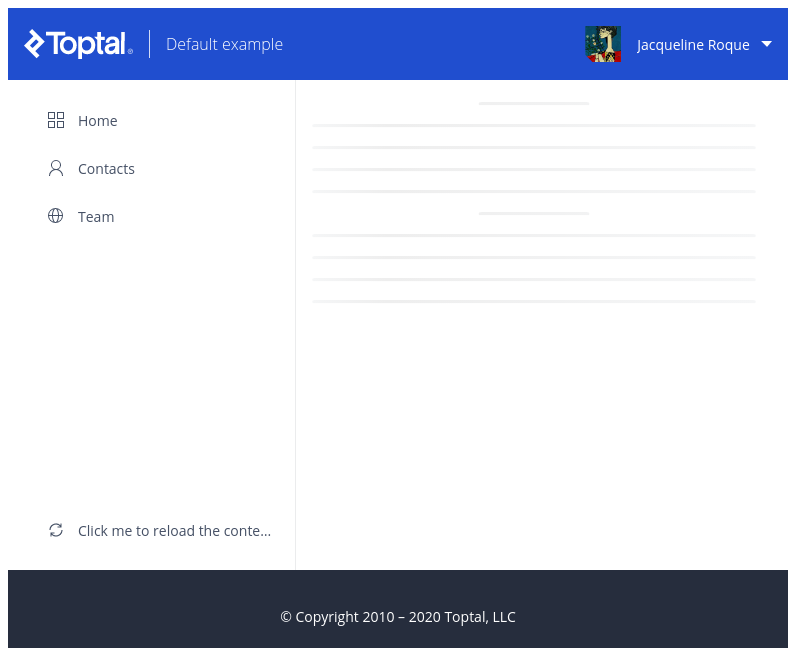 Toptal®
Default example
Jacqueline Roque
Home
Contacts
Team
Click me to reload the conte...
© Copyright 2010 – 2020 Toptal, LLC